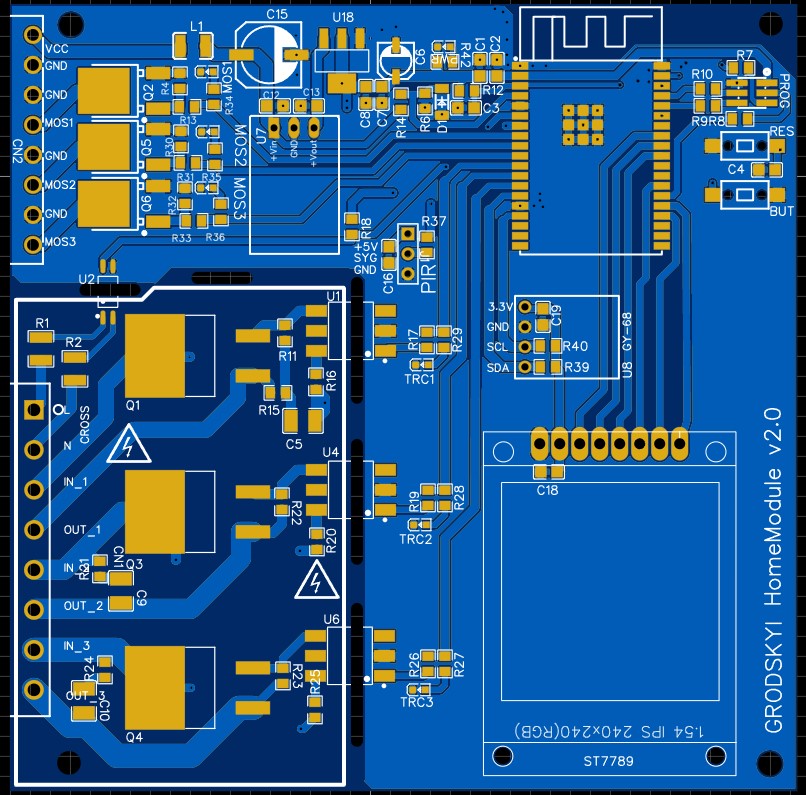 C15
U18
L1
VCC
GND
GND
MOS1
GND
MOS2
GND
MOS3
CN2
Q2
Q5
Q6
R4
MOS1
R34
R13
R30
MOS2
R31
R35
R32
MOS3
R33
R36
C12
C13
U7
+Vin
GND
+Vout
C6
R42
C1
C2
C8
C7
R14
R6
D1
R12
C3
R7
R10
PROG
R9
R8
RES
C4
BUT
R18
R37
+5V
SYG
GND
C16
PIR1
U2
R1
R2
U1
Q1
R11
R15
R16
C5
R17
R29
TRC1
3.3V
GND
SCL
SDA
C19
R40
R39
U8
GY-68
L
CROSS
N
IN_1
OUT_1
IN_2
OUT_2
IN_3
OUT_3
U4
R22
R20
R19
R28
TRC2
C18
R21
CN1
Q3
C9
U6
R24
C10
Q4
R23
R25
R26
R27
TRC3
1.54 IPS 240x240(RGB)
ST7789
GRODSKYI HomeModule v2.0